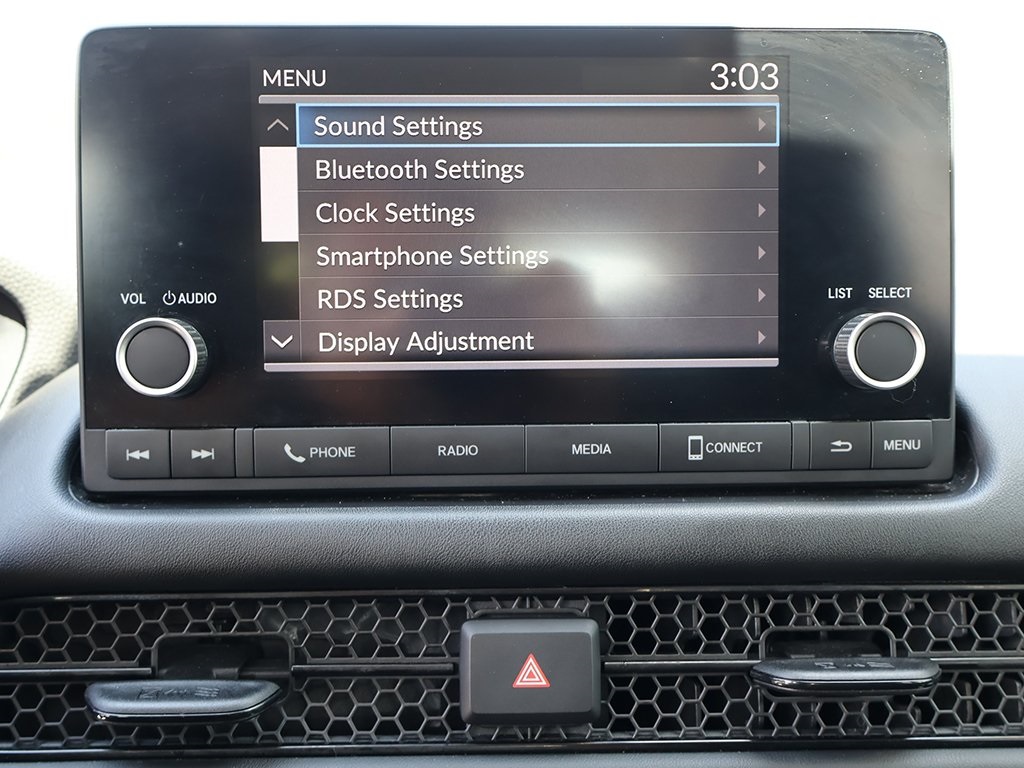 MENU 3:03
Sound Settings
Bluetooth Settings
Clock Settings
Smartphone Settings
RDS Settings
Display Adjustment
VOL AUDIO
LIST SELECT
PHONE RADIO MEDIA CONNECT MENU